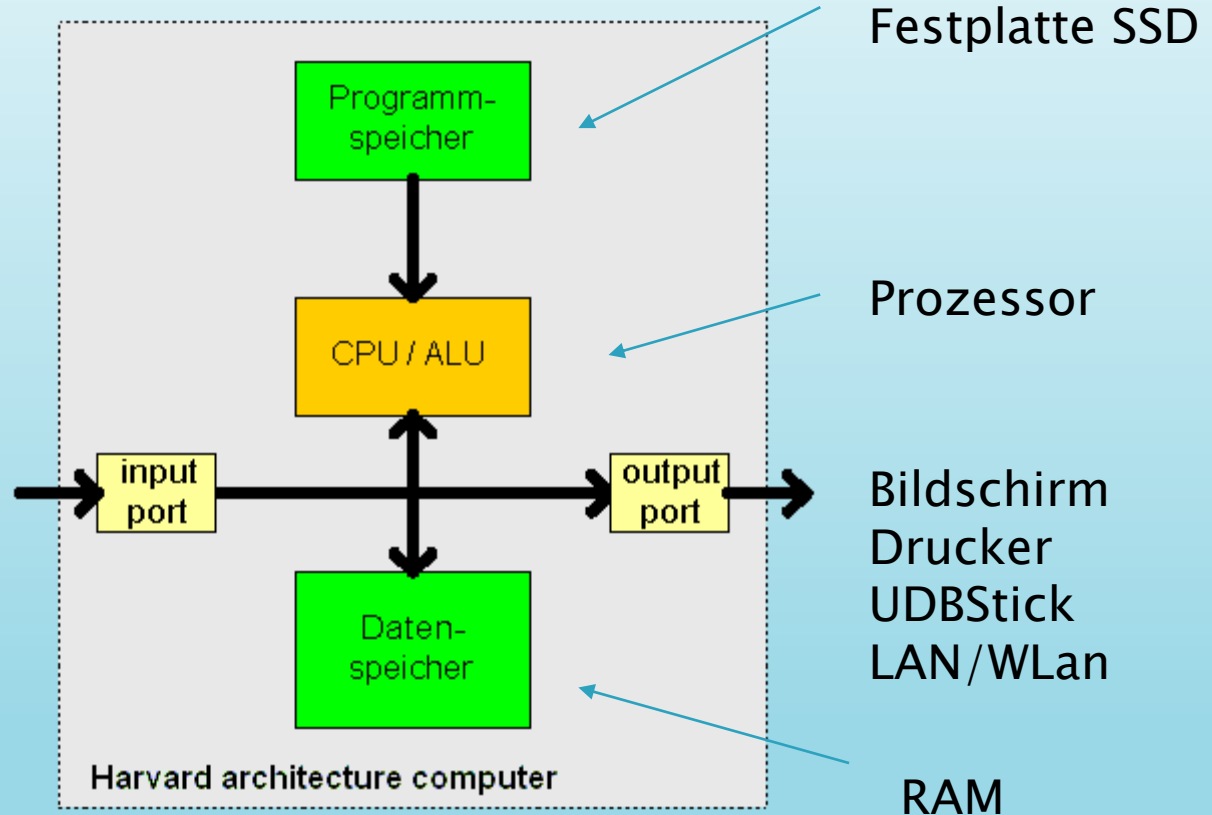 Festplatte SSD
Programm-
speicher
Prozessor
CPU / ALU
input
port
output
port
Bildschirm
Drucker
UDBStick
LAN/WLan
Daten-
speicher
Harvard architecture computer
RAM